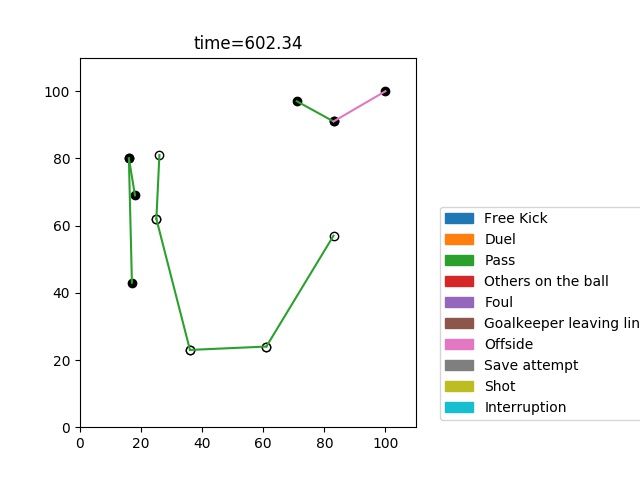 time=602.34
100
80
60
40
20
0
0 20 40 60 80 100
Free Kick
Duel
Pass
Others on the ball
Foul
Goalkeeper leaving lin
Offside
Save attempt
Shot
Interruption